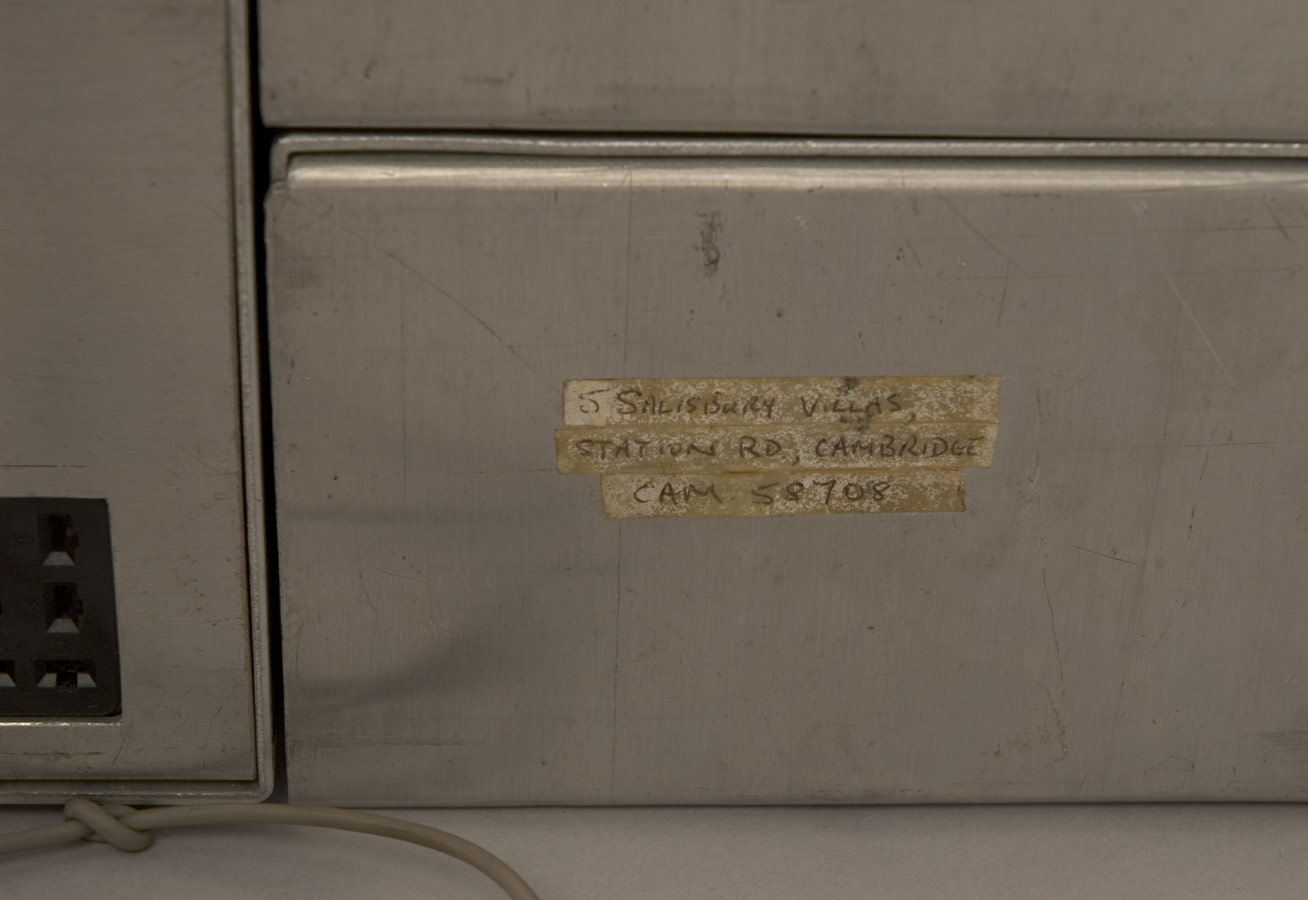 5 SALISBURY VILLAS,
STATION RD, CAMBRIDGE
CAM 58708